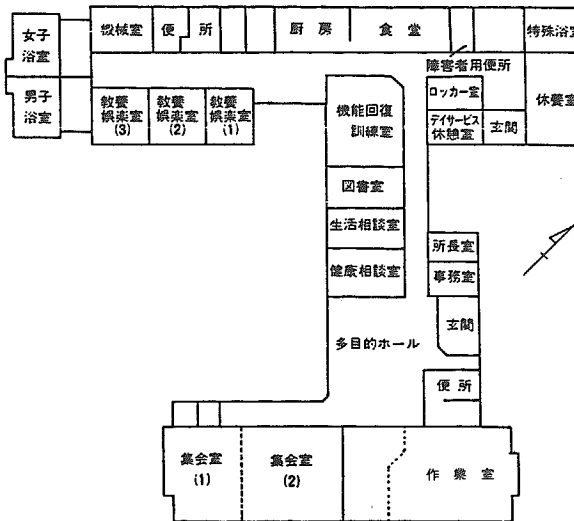 女子
浴室
機械室
便 所
厨 房
食 堂
特殊浴室
男子
浴室
教養
娯楽室
(3)
教養
娯楽室
(2)
教養
娯楽室
(1)
機能回復
訓練室
障害者用便所
ロッカー室
デイサービス
休憩室
玄関
休養室
図書室
生活相談室
健康相談室
所長室
事務室
玄関
多目的ホール
便 所
集会室
(1)
集会室
(2)
作 業 室